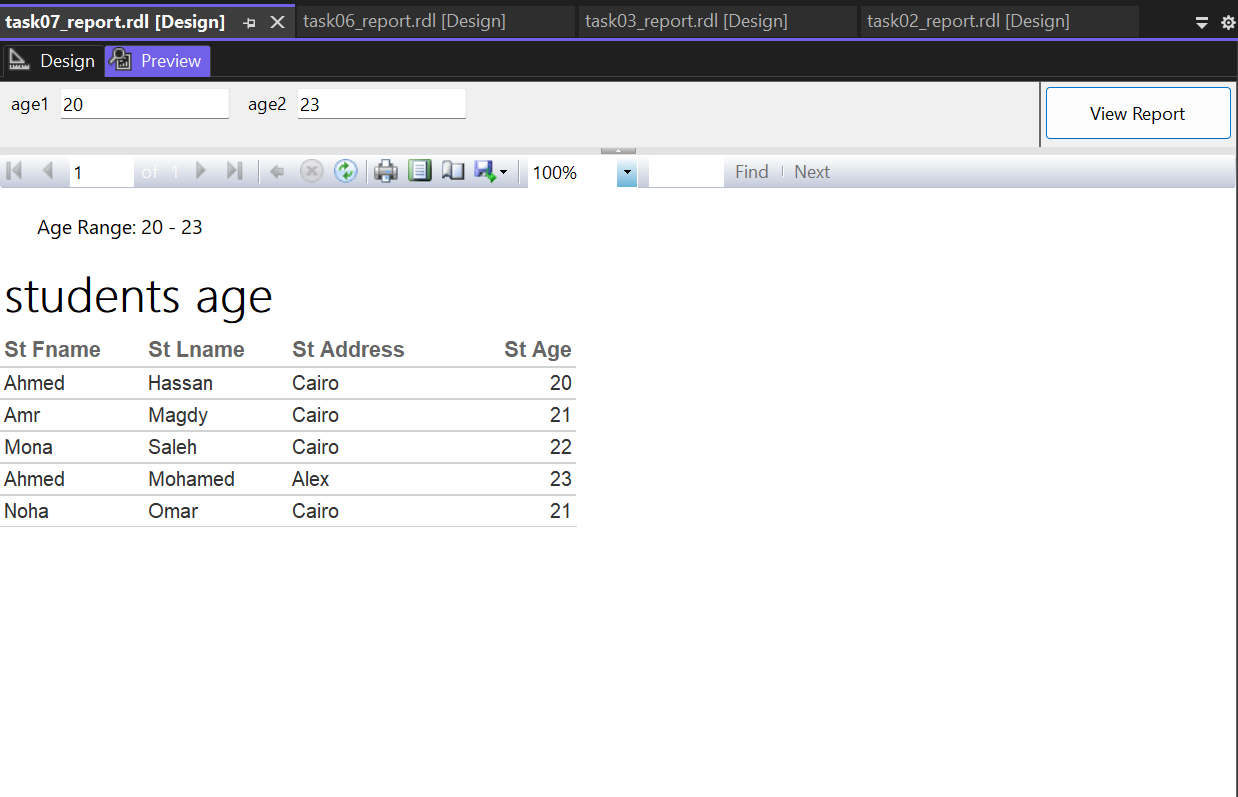 task07_report.rdl [Design] task06_report.rdl [Design] task03_report.rdl [Design] task02_report.rdl [Design]
Design Preview
age1 20 age2 23 View Report
1 of 1 100% Find Next
Age Range: 20 - 23
students age
St Fname St Lname St Address St Age
Ahmed Hassan Cairo 20
Amr Magdy Cairo 21
Mona Saleh Cairo 22
Ahmed Mohamed Alex 23
Noha Omar Cairo 21